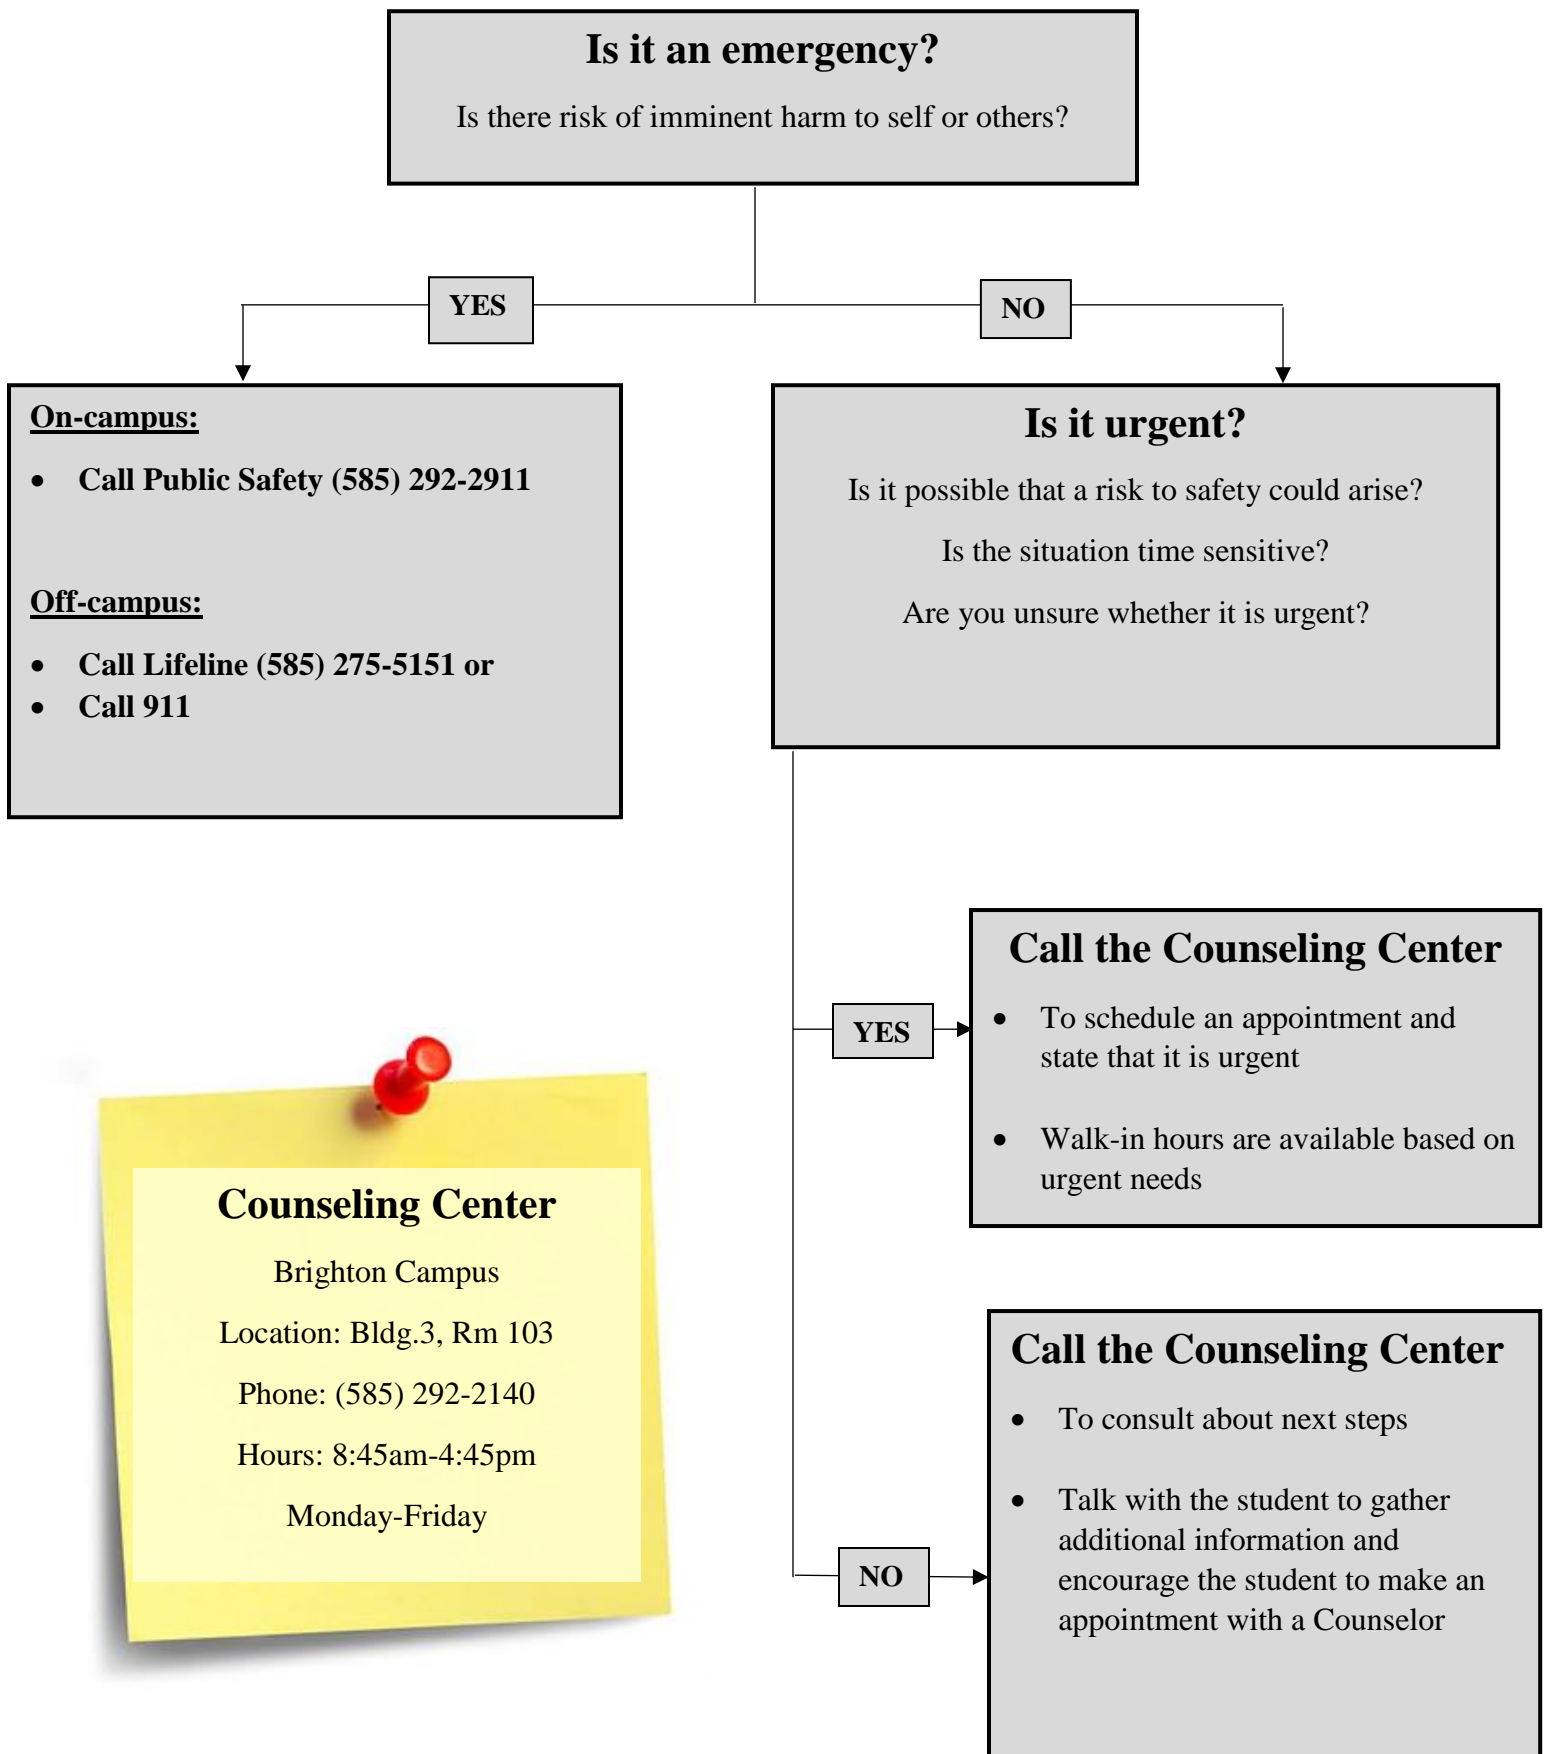 Is it an emergency?
Is there risk of imminent harm to self or others?
YES
NO
On-campus:
• Call Public Safety (585) 292-2911
Off-campus:
• Call Lifeline (585) 275-5151 or
• Call 911
Is it urgent?
Is it possible that a risk to safety could arise?
Is the situation time sensitive?
Are you unsure whether it is urgent?
YES
Call the Counseling Center
• To schedule an appointment and
state that it is urgent
• Walk-in hours are available based on
urgent needs
NO
Call the Counseling Center
• To consult about next steps
• Talk with the student to gather
additional information and
encourage the student to make an
appointment with a Counselor
Counseling Center
Brighton Campus
Location: Bldg.3, Rm 103
Phone: (585) 292-2140
Hours: 8:45am-4:45pm
Monday-Friday